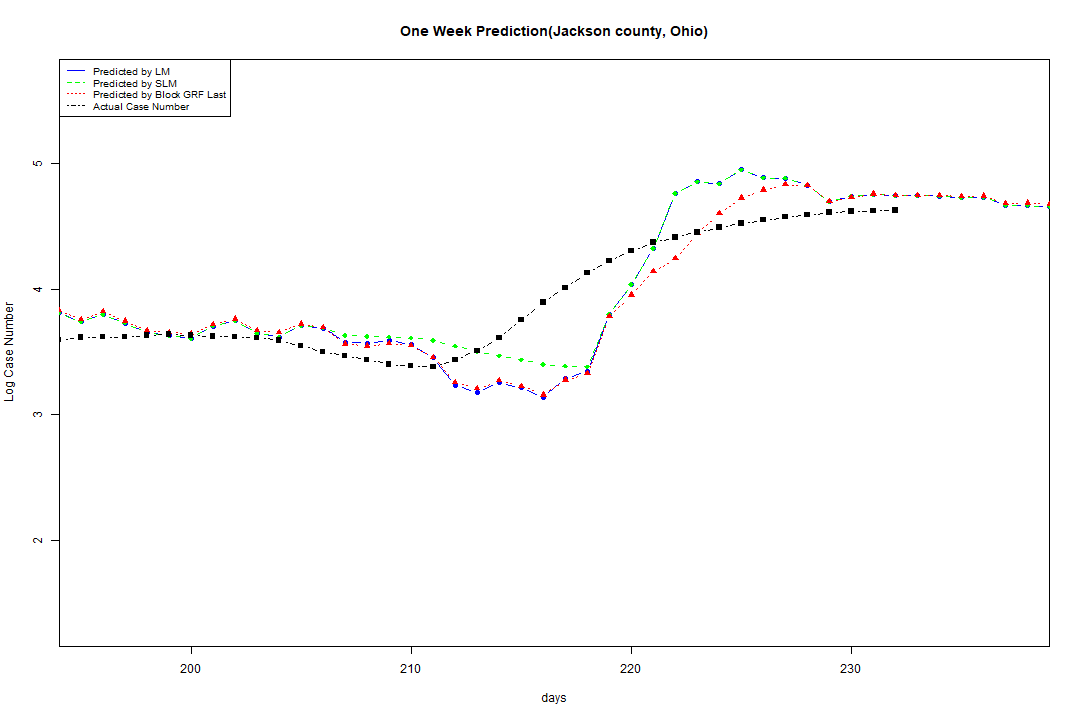 One Week Prediction(Jackson county, Ohio)
Predicted by LM
Predicted by SLM
Predicted by Block GRF Last
Actual Case Number
Log Case Number
5
4
3
2
200 210 220 230
days